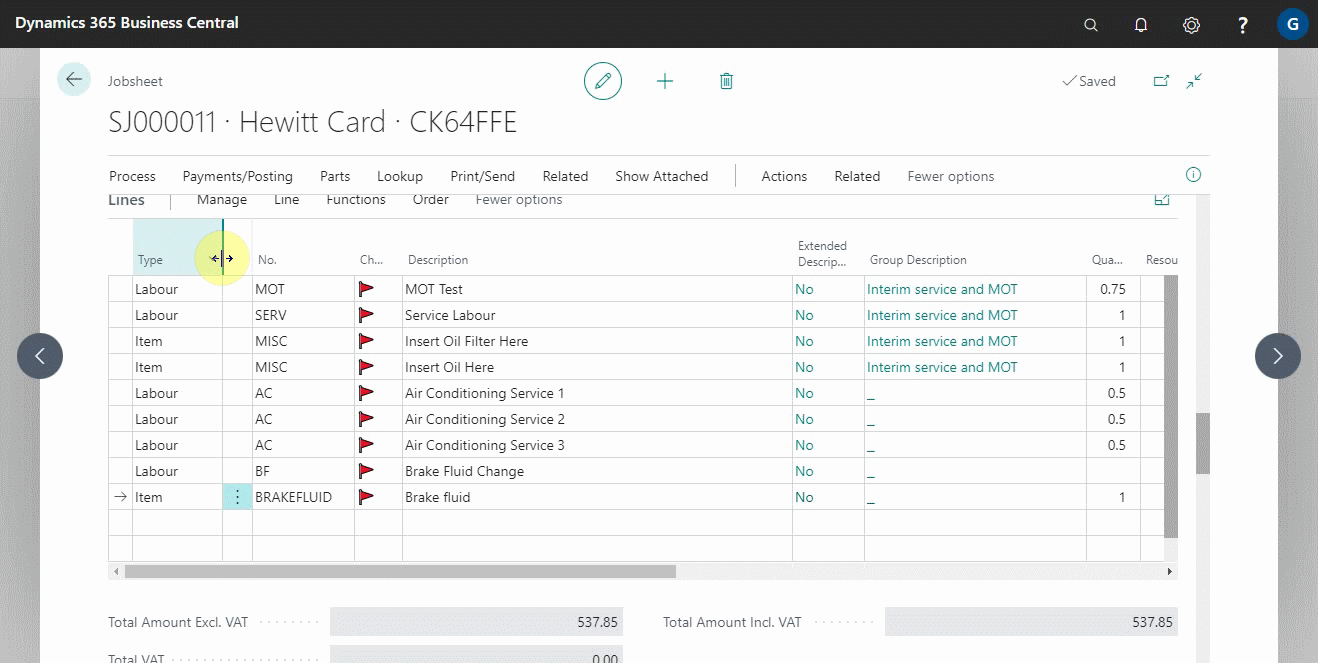 Dynamics 365 Business Central
?
G
Jobsheet
Saved
SJ000011 · Hewitt Card · CK64FFE
Process Payments/Posting Parts Lookup Print/Send Related Show Attached Actions Related Fewer options
Lines Manage Line Functions Order Fewer options
Type No. Ch... Description Extended Descrip... Group Description Qua... Resou
Labour MOT MOT Test No Interim service and MOT 0.75
Labour SERV Service Labour No Interim service and MOT 1
Item MISC Insert Oil Filter Here No Interim service and MOT 1
Item MISC Insert Oil Here No Interim service and MOT 1
Labour AC Air Conditioning Service 1 No _ 0.5
Labour AC Air Conditioning Service 2 No _ 0.5
Labour AC Air Conditioning Service 3 No _ 0.5
Labour BF Brake Fluid Change No _
Item BRAKEFLUID Brake fluid No _ 1
Total Amount Excl. VAT 537.85 Total Amount Incl. VAT 537.85
Total VAT 0.00